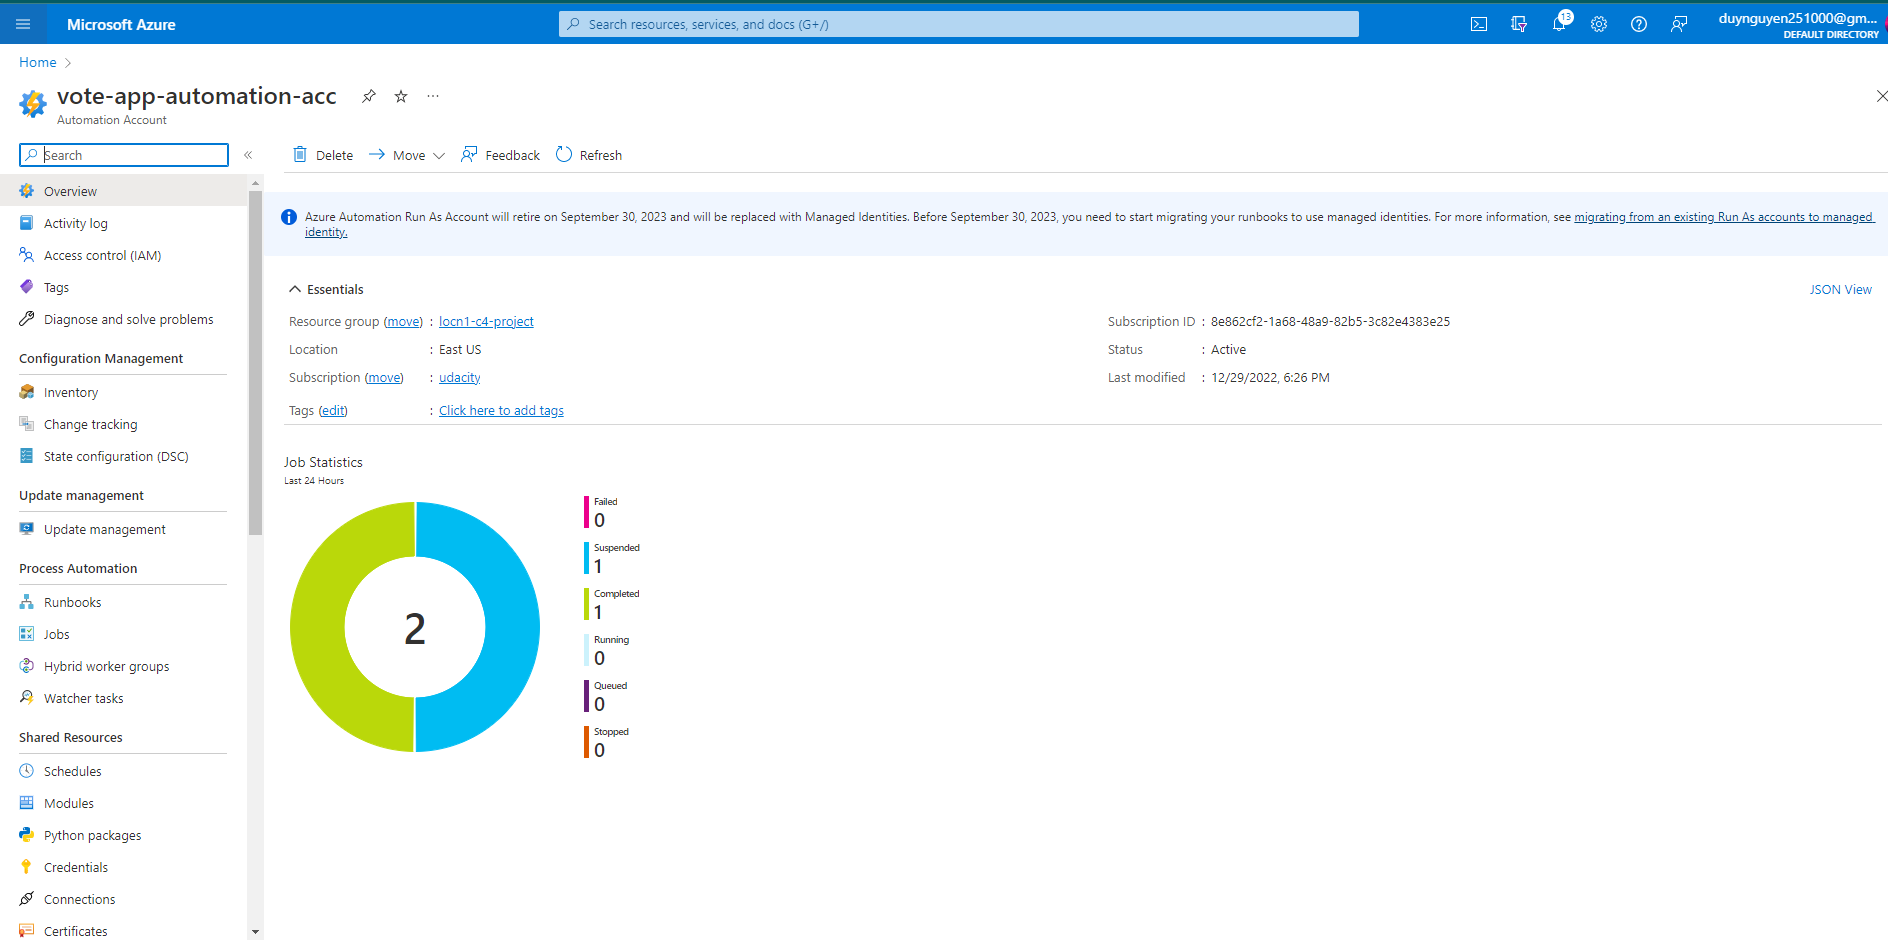 Microsoft Azure
Search resources, services, and docs (G+/)
13
duynguyen251000@gm...
DEFAULT DIRECTORY
Home
vote-app-automation-acc
...
Automation Account
Search
«
Delete
Move
Feedback
Refresh
Overview
Activity log
Access control (IAM)
Tags
Diagnose and solve problems
Configuration Management
Inventory
Change tracking
State configuration (DSC)
Update management
Update management
Process Automation
Runbooks
Jobs
Hybrid worker groups
Watcher tasks
Shared Resources
Schedules
Modules
Python packages
Credentials
Connections
Certificates
Azure Automation Run As Account will retire on September 30, 2023 and will be replaced with Managed Identities. Before September 30, 2023, you need to start migrating your runbooks to use managed identities. For more information, see migrating from an existing Run As accounts to managed
identity.
Essentials
JSON View
Resource group (move) : locn1-c4-project
Location : East US
Subscription (move) : udacity
Tags (edit) : Click here to add tags
Subscription ID : 8e862cf2-1a68-48a9-82b5-3c82e4383e25
Status : Active
Last modified : 12/29/2022, 6:26 PM
Job Statistics
Last 24 Hours
2
Failed
0
Suspended
1
Completed
1
Running
0
Queued
0
Stopped
0